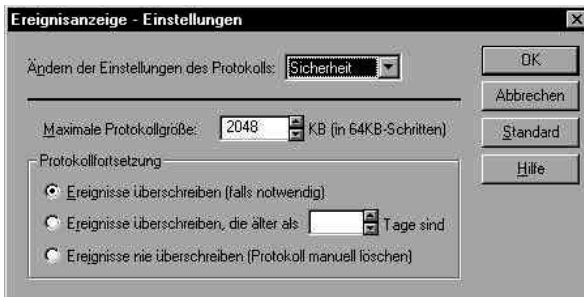 Ereignisanzeige - Einstellungen
Ändern der Einstellungen des Protokolls: Sicherheit
OK
Abbrechen
Maximale Protokollgröße: 2048 KB (in 64KB-Schritten)
Standard
Protokollfortsetzung
Hilfe
Ereignisse überschreiben (falls notwendig)
Ereignisse überschreiben, die älter als Tage sind
Ereignisse nie überschreiben (Protokoll manuell löschen)